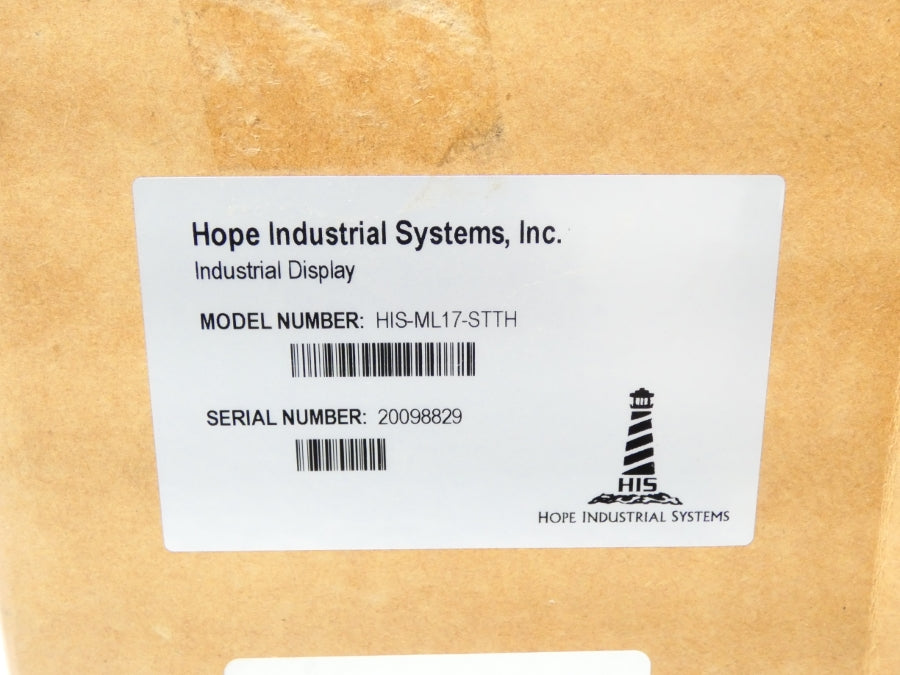 Hope Industrial Systems, Inc.
Industrial Display
MODEL NUMBER: HIS-ML17-STTH
SERIAL NUMBER: 20098829
HIS
HOPE INDUSTRIAL SYSTEMS